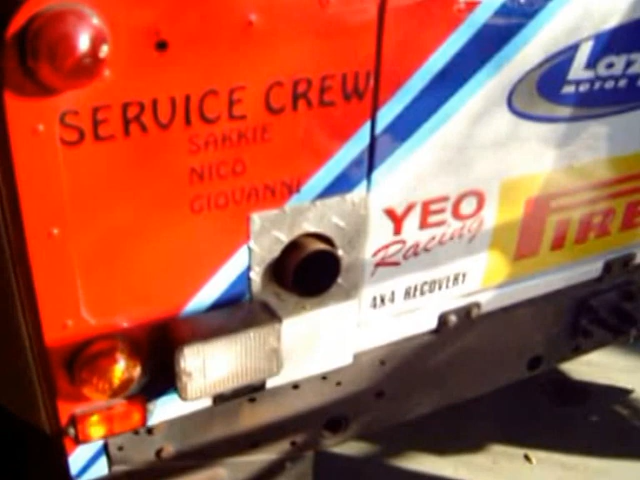 SERVICE CREW
SAKKIE
NICO
GIOVANNI
YEO
Racing
4X4 RECOVERY